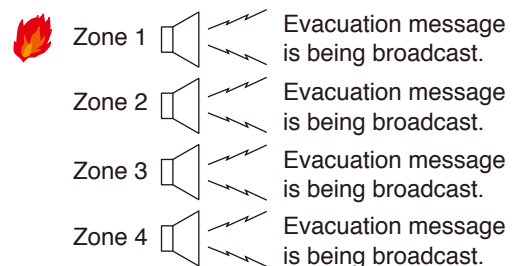 Zone 1
Evacuation message
is being broadcast.
Zone 2
Evacuation message
is being broadcast.
Zone 3
Evacuation message
is being broadcast.
Zone 4
Evacuation message
is being broadcast.